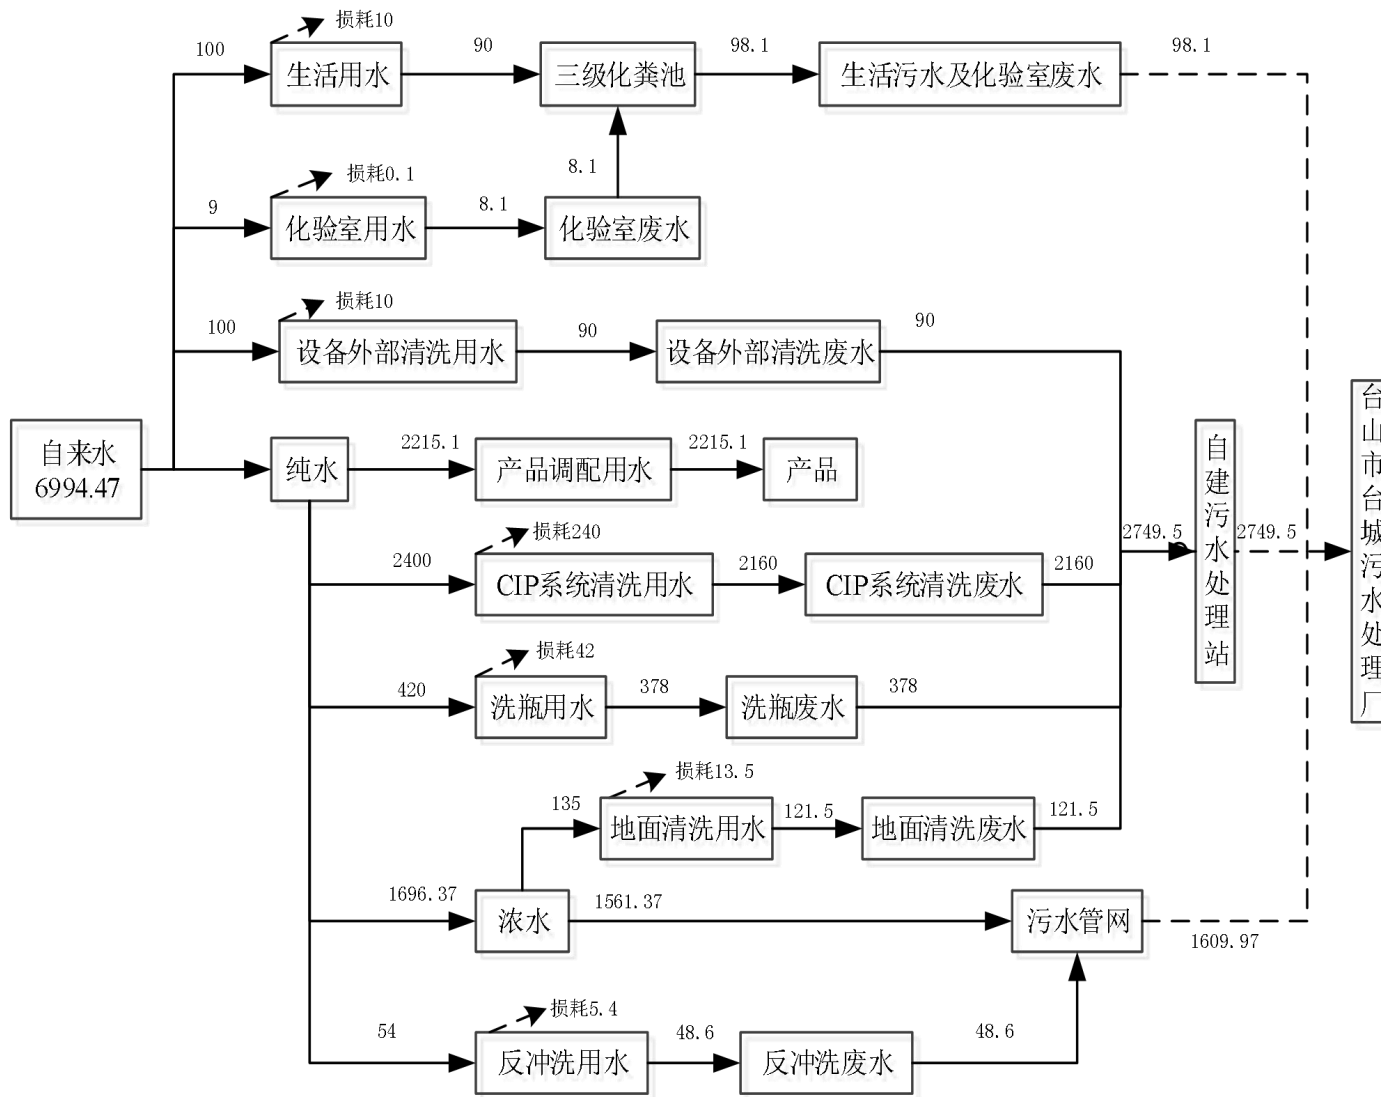 损耗10
100
生活用水
90
三级化粪池
98.1
生活污水及化验室废水
98.1
损耗0.1
9
化验室用水
8.1
化验室废水
8.1
损耗10
100
设备外部清洗用水
90
设备外部清洗废水
90
自来水
6994.47
纯水
2215.1
产品调配用水
2215.1
产品
损耗240
2400
CIP系统清洗用水
2160
CIP系统清洗废水
2160
2749.5
自建污水处理站
2749.5
台山市台城污水处理厂
损耗42
420
洗瓶用水
378
洗瓶废水
378
损耗13.5
135
地面清洗用水
121.5
地面清洗废水
121.5
1696.37
浓水
1561.37
污水管网
1609.97
损耗5.4
54
反冲洗用水
48.6
反冲洗废水
48.6